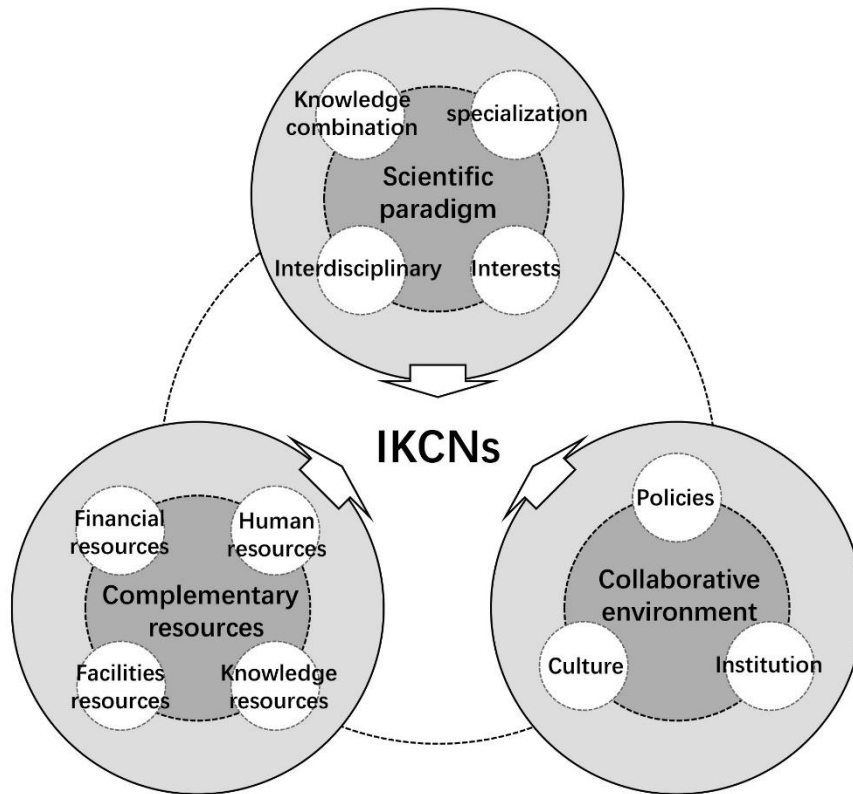 Knowledge
combination
specialization
Scientific
paradigm
Interdisciplinary
Interests
IKCNs
Financial
resources
Human
resources
Complementary
resources
Facilities
resources
Knowledge
resources
Policies
Collaborative
environment
Culture
Institution